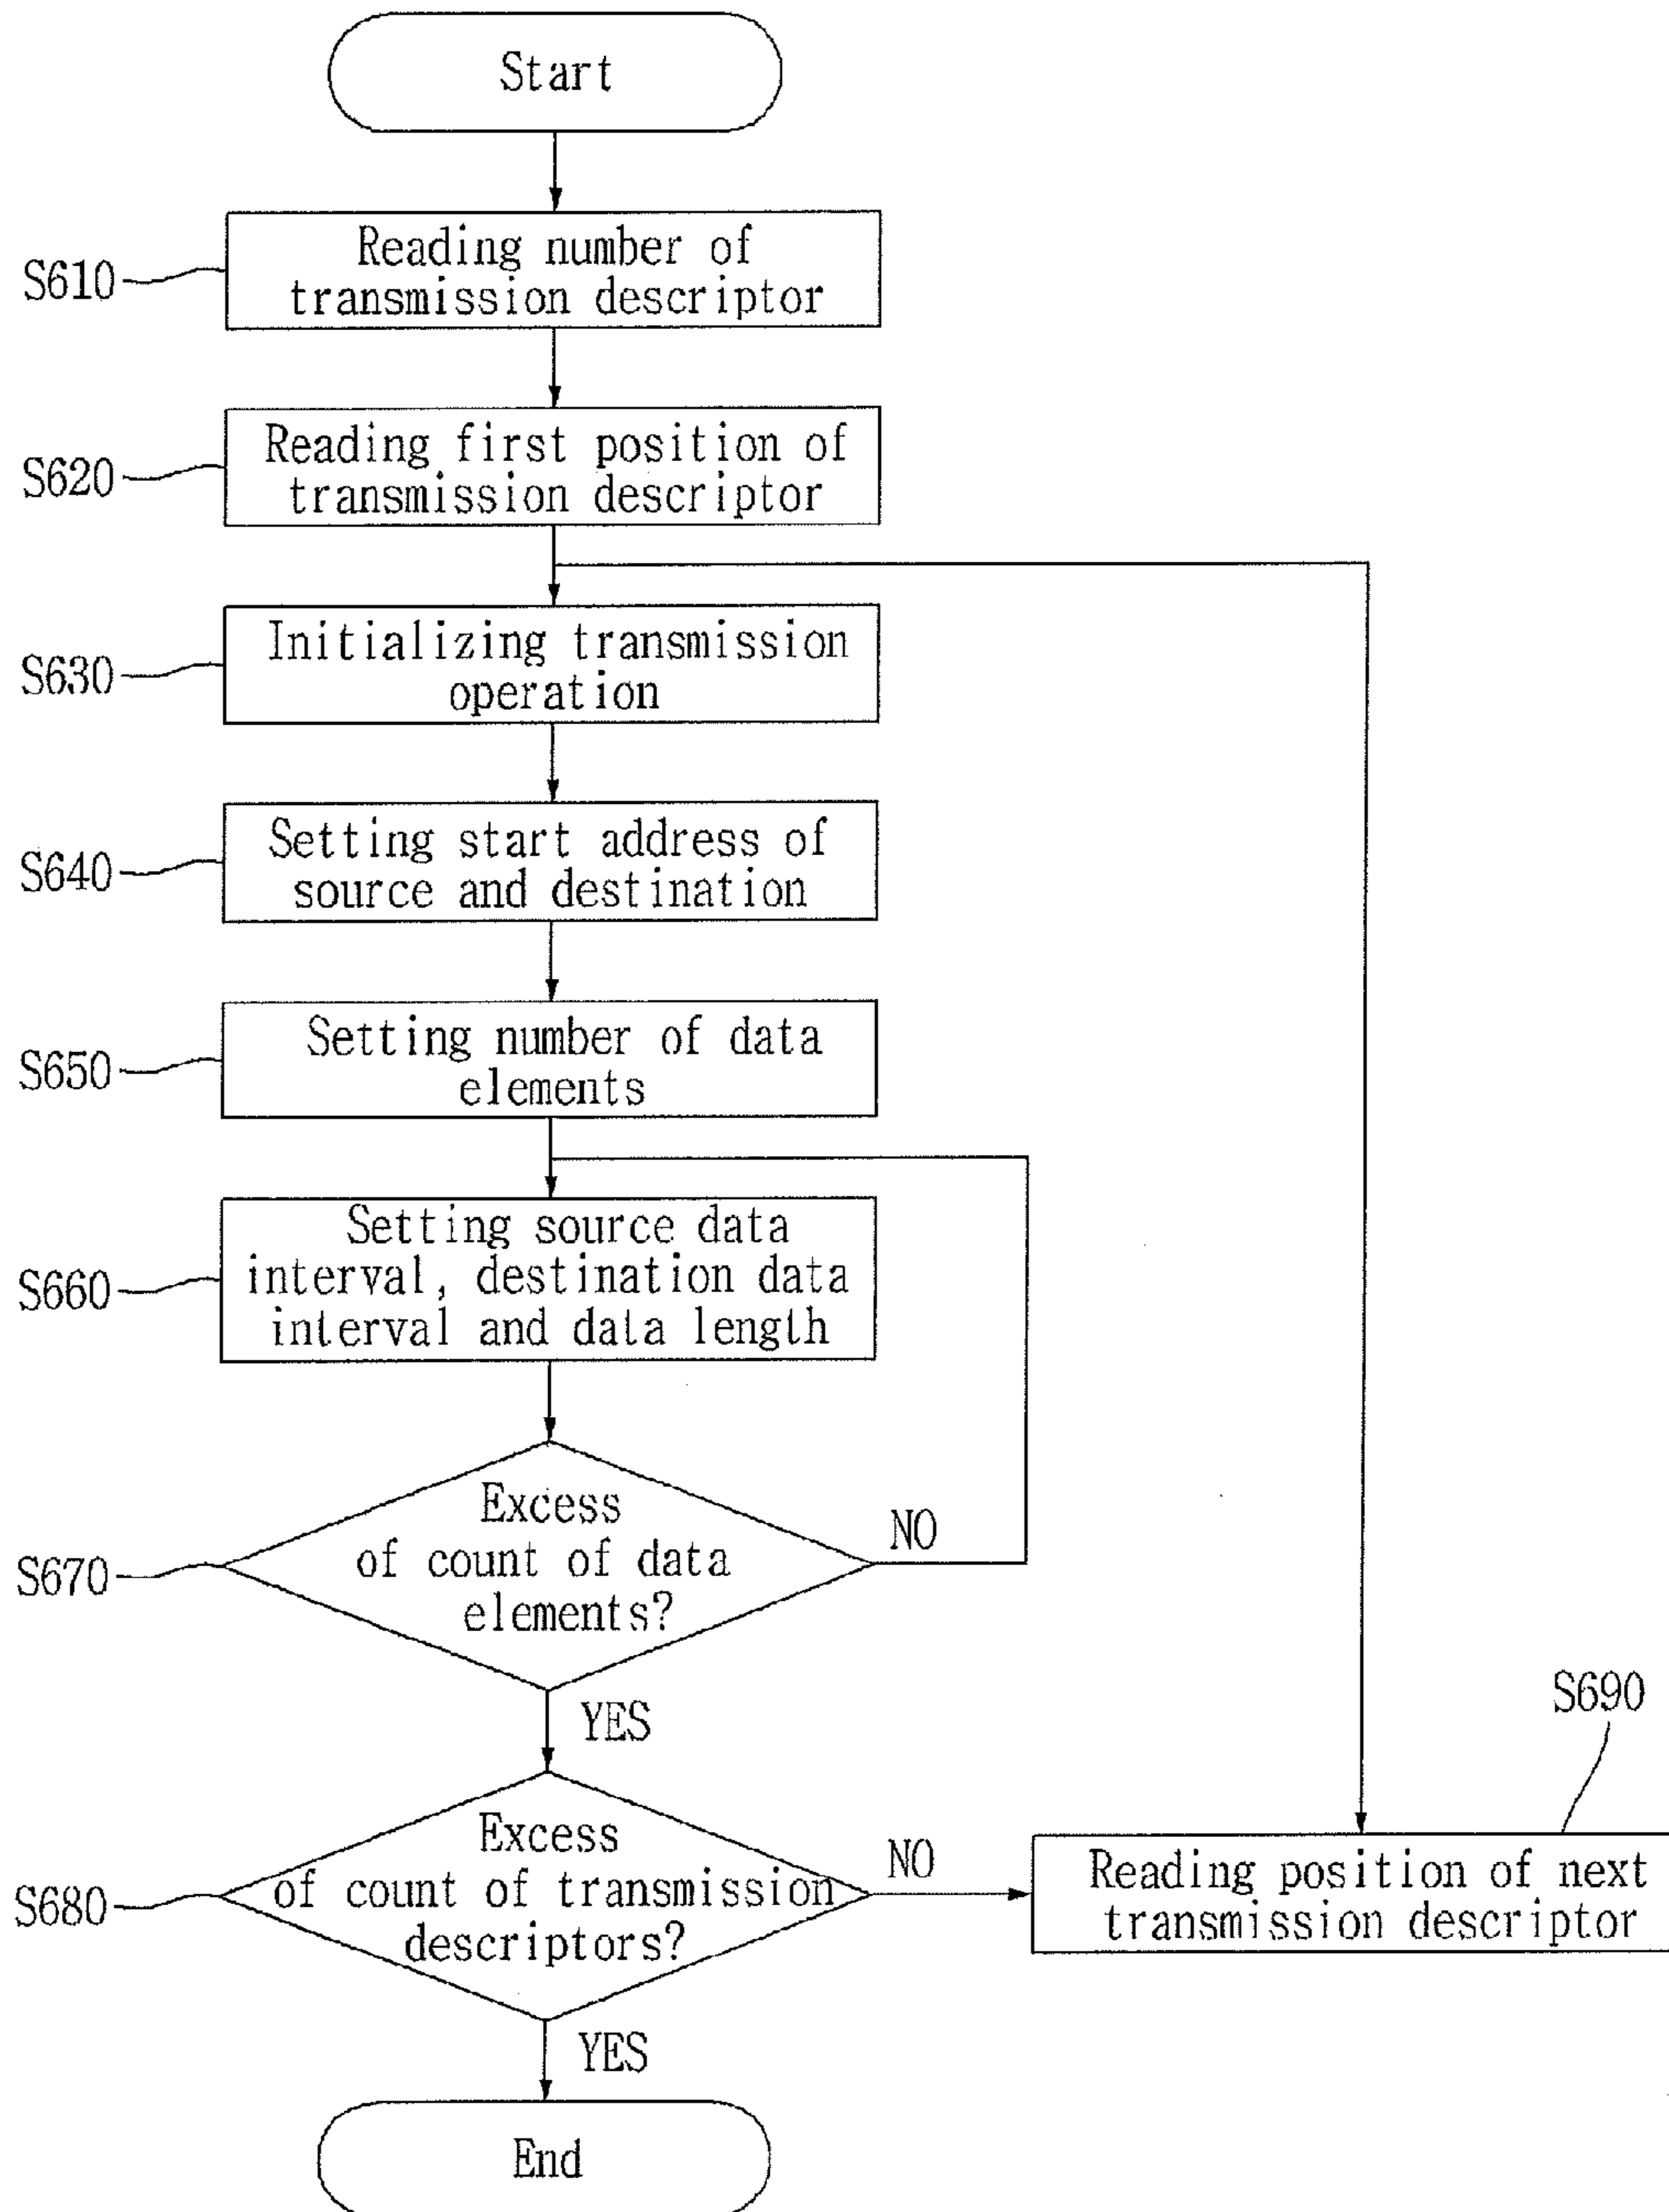 Start
S610
Reading number of
transmission descriptor
S620
Reading first position of
transmission descriptor
S630
Initializing transmission
operation
S640
Setting start address of
source and destination
S650
Setting number of data
elements
S660
Setting source data
interval, destination data
interval and data length
S670
Excess
of count of data
elements?
NO
YES
S690
S680
Excess
of count of transmission
descriptors?
NO
Reading position of next
transmission descriptor
YES
End